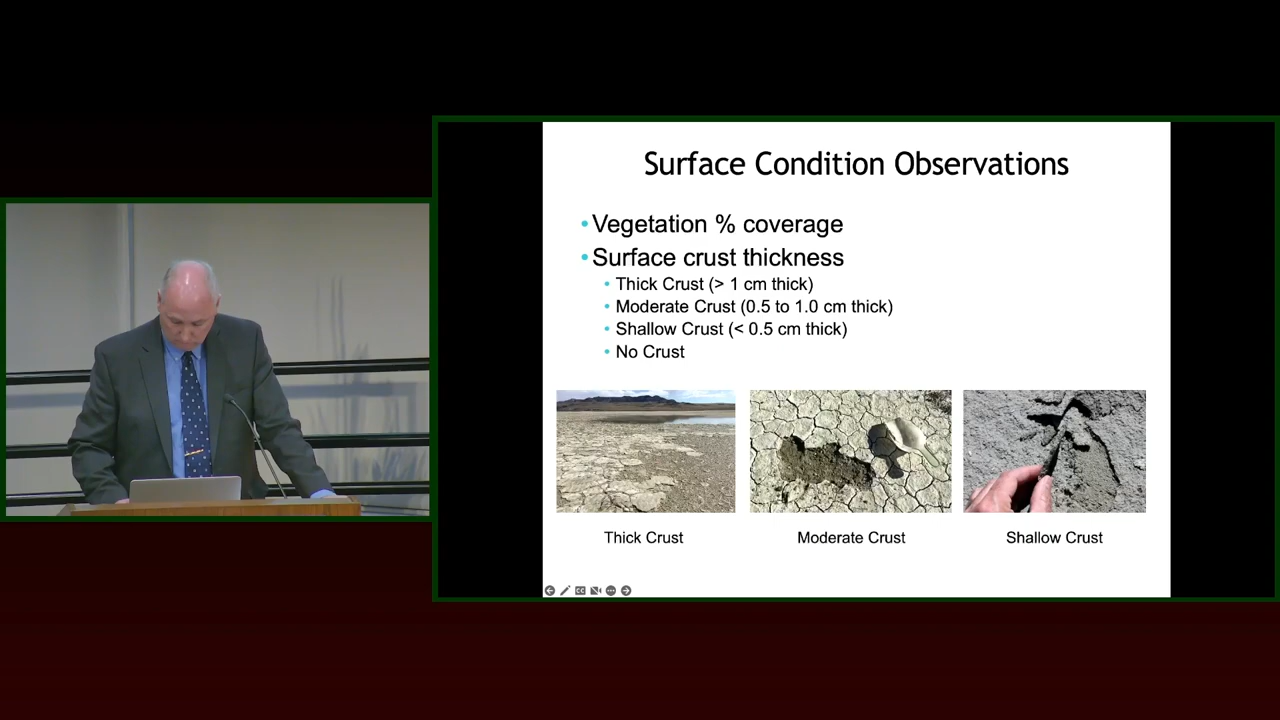 Surface Condition Observations
•Vegetation % coverage
•Surface crust thickness
• Thick Crust (> 1 cm thick)
• Moderate Crust (0.5 to 1.0 cm thick)
• Shallow Crust (< 0.5 cm thick)
• No Crust
Thick Crust
Moderate Crust
Shallow Crust